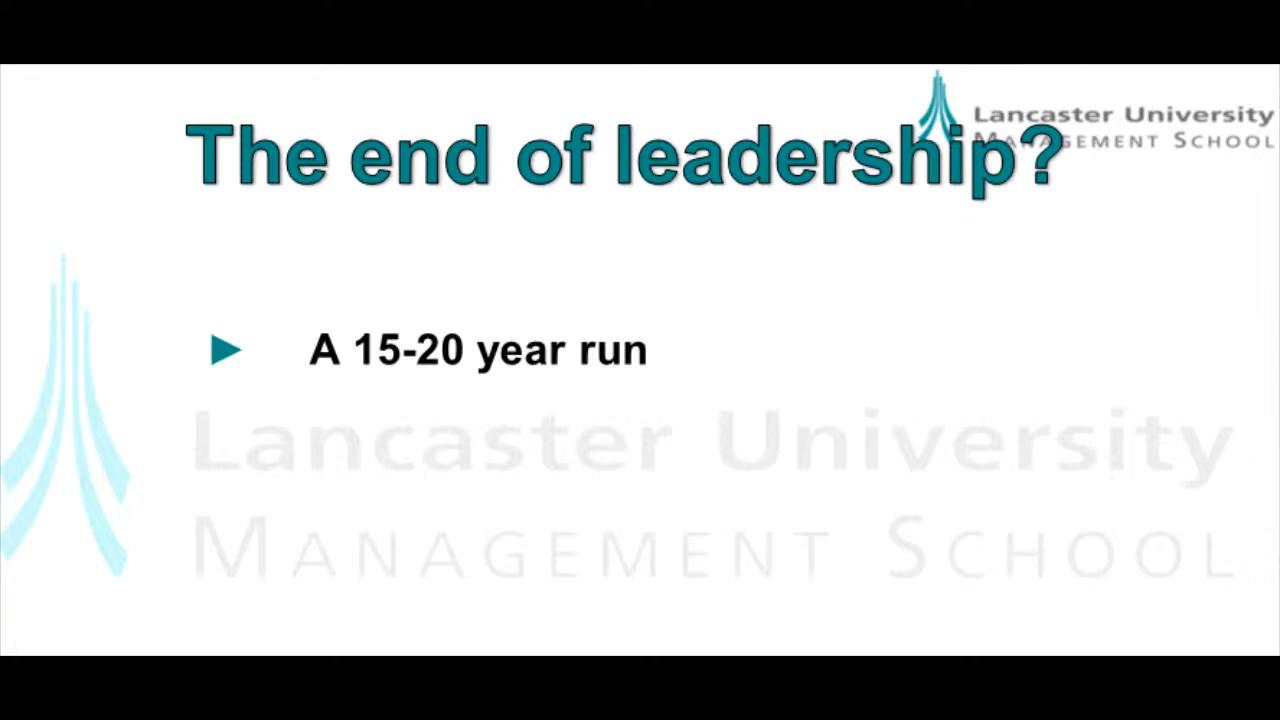 Lancaster University
MANAGEMENT SCHOOL
The end of leadership?
A 15-20 year run
Lancaster University
MANAGEMENT SCHOOL